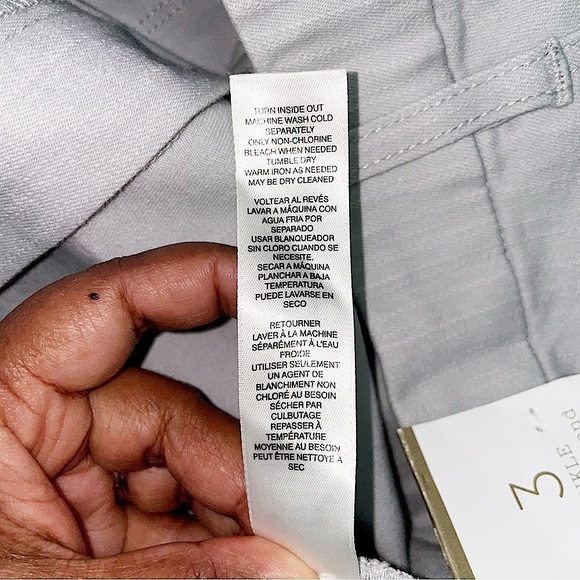 TURN INSIDE OUT
MACHINE WASH COLD
SEPARATELY
ONLY NON-CHLORINE
BLEACH WHEN NEEDED
TUMBLE DRY
WARM IRON AS NEEDED
MAY BE DRY CLEANED
VOLTEAR AL REVÉS
LAVAR A MÁQUINA CON
AGUA FRIA POR
SEPARADO
USAR BLANQUEADOR
SIN CLORO CUANDO SE
NECESITE.
SECAR A MÁQUINA
PLANCHAR A BAJA
TEMPERATURA
PUEDE LAVARSE EN
SECO
RETOURNER
LAVER À LA MACHINE
SÉPARÉMENT À L'EAU
FROIDE
UTILISER SEULEMENT
UN AGENT DE
BLANCHIMENT NON
CHLORÉ AU BESOIN
SÉCHER PAR
CULBUTAGE
REPASSER À
TEMPÉRATURE
MOYENNE AU BESOIN
PEUT ÊTRE NETTOYÉ À
SEC
3